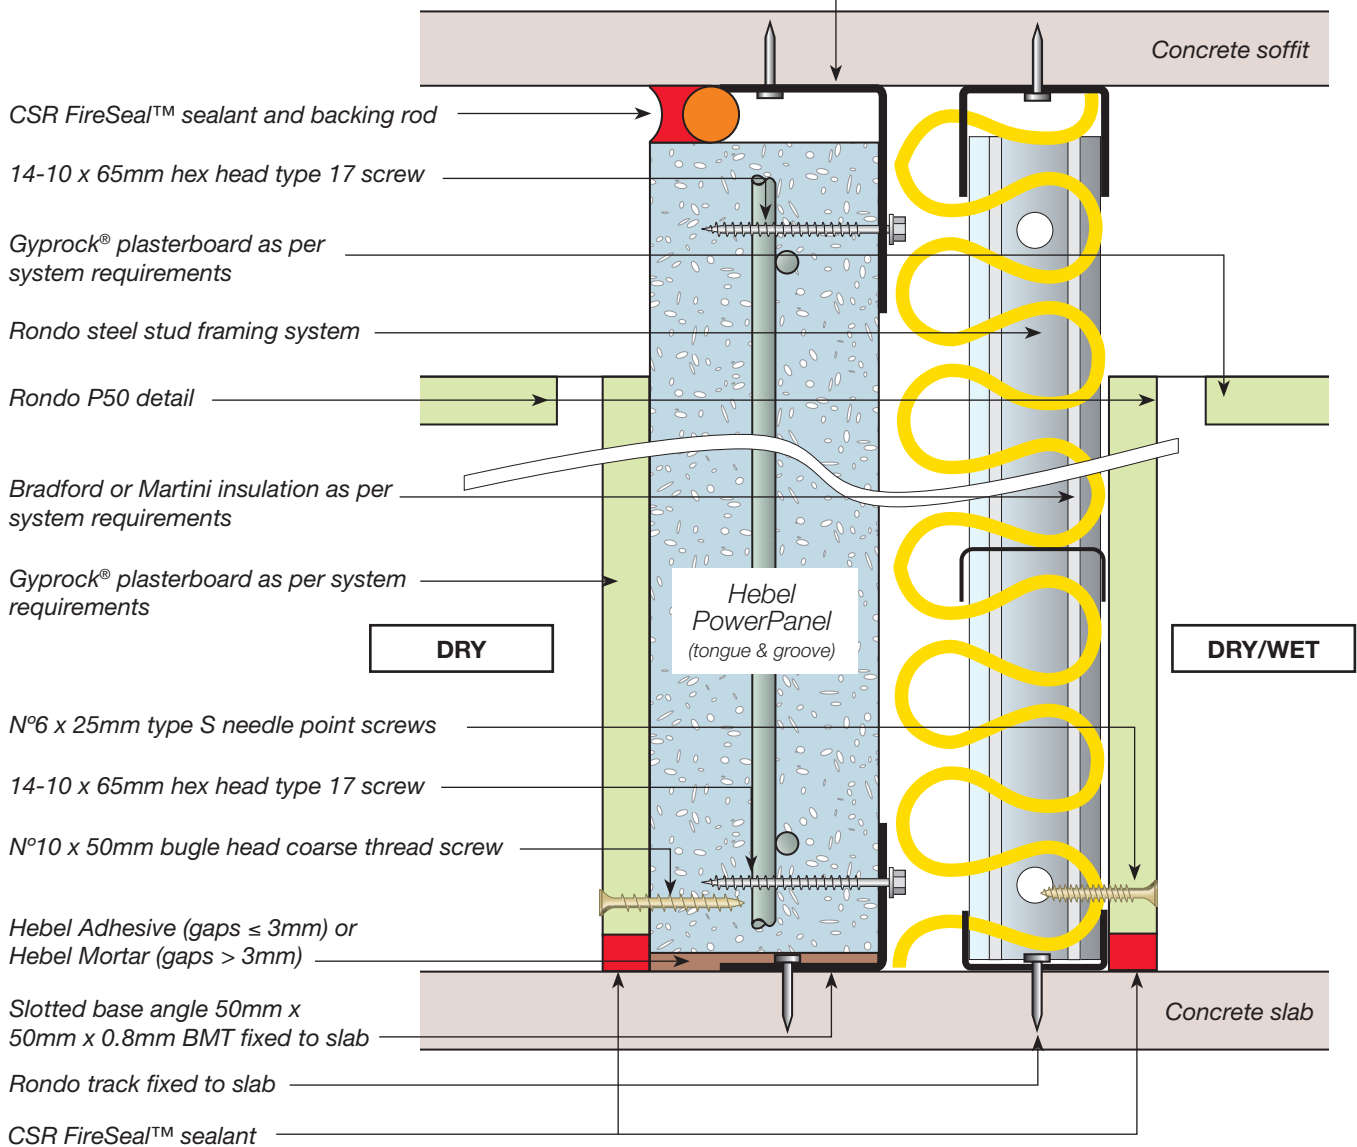 Concrete soffit
CSR FireSeal™ sealant and backing rod
14-10 x 65mm hex head type 17 screw
Gyprock® plasterboard as per
system requirements
Rondo steel stud framing system
Rondo P50 detail
Bradford or Martini insulation as per
system requirements
Gyprock® plasterboard as per system
requirements
Hebel
PowerPanel
(tongue & groove)
DRY
DRY/WET
Nº6 x 25mm type S needle point screws
14-10 x 65mm hex head type 17 screw
Nº10 x 50mm bugle head coarse thread screw
Hebel Adhesive (gaps ≤ 3mm) or
Hebel Mortar (gaps > 3mm)
Slotted base angle 50mm x
50mm x 0.8mm BMT fixed to slab
Concrete slab
Rondo track fixed to slab
CSR FireSeal™ sealant